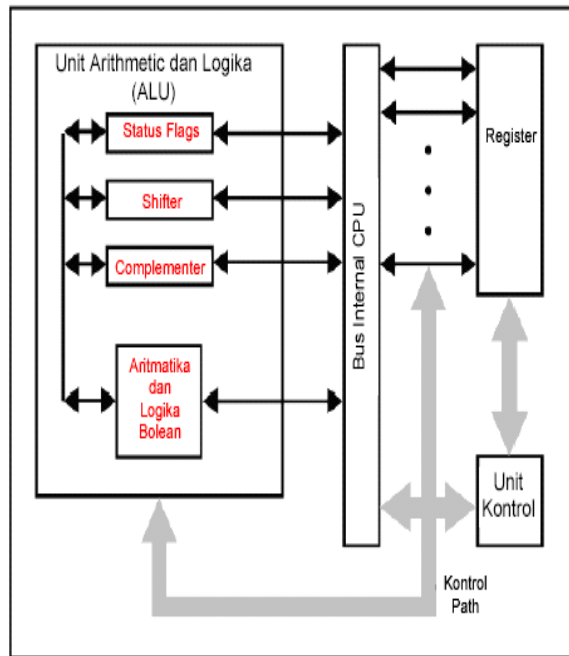 Unit Arithmetic dan Logika
(ALU)
Status Flags
Shifter
Complementer
Aritmatika
dan
Logika
Bolean
Bus Internal CPU
Register
Unit
Kontrol
Kontrol
Path